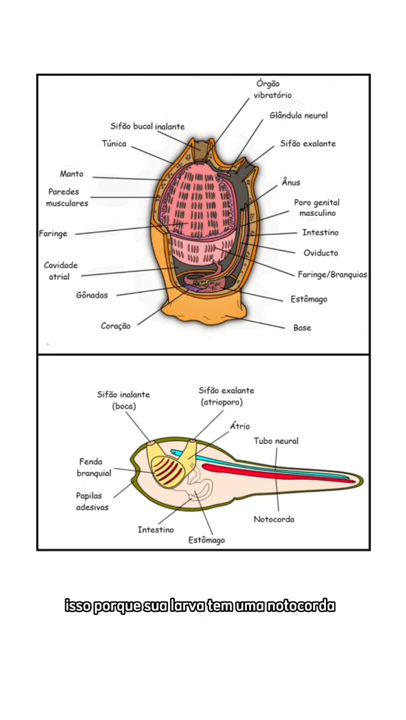 Órgão
vibratório
Glândula neural
Sifão bucal inalante
Túnica
Sifão exalante
Manto
Ânus
Paredes
musculares
Poro genital
masculino
Faringe
Intestino
Oviducto
Cavidade
atrial
Faringe/Branquias
Gônadas
Estômago
Coração
Base
Sifão inalante
(boca)
Sifão exalante
(atrioporo)
Átrio
Tubo neural
Fenda
branquial
Papilas
adesivas
Notocorda
Intestino
Estômago
isso porque sua larva tem uma notocorda